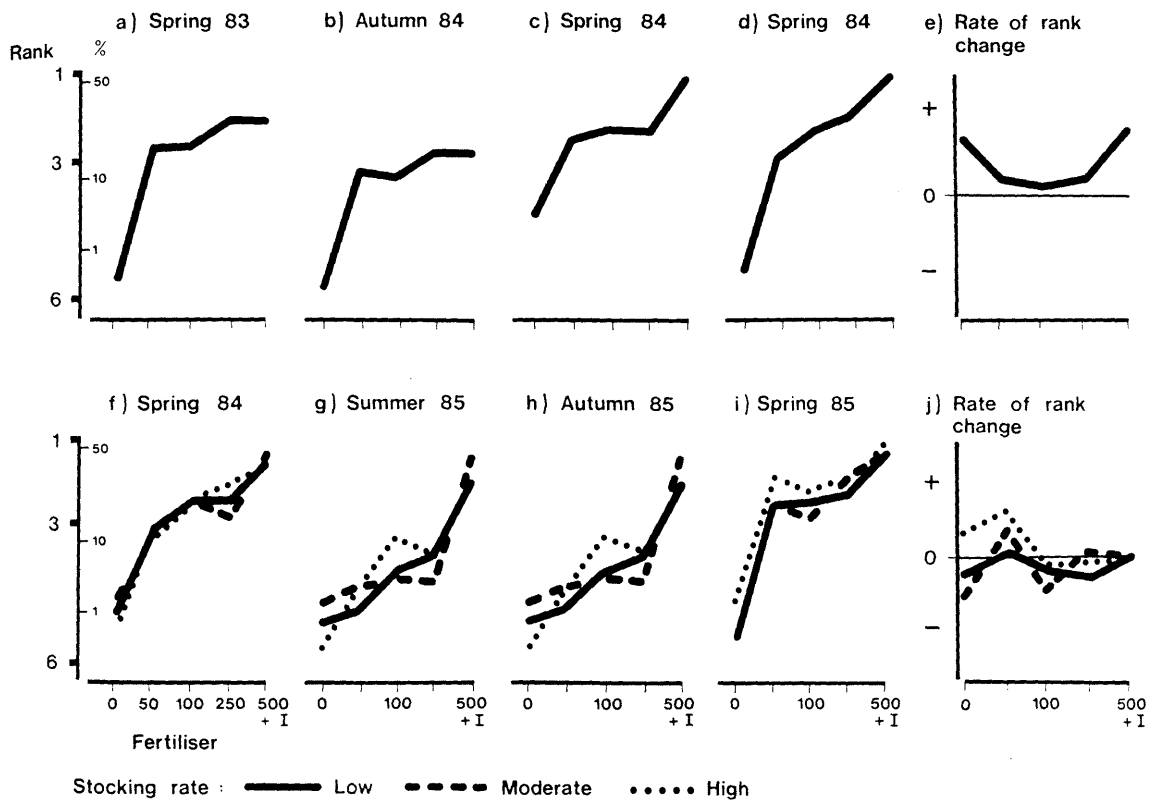 a) Spring 83
b) Autumn 84
c) Spring 84
d) Spring 84
e) Rate of rank
change
Rank %
1 50
3
10
1
6
+
0
−
f) Spring 84
g) Summer 85
h) Autumn 85
i) Spring 85
j) Rate of rank
change
1 50
3
10
1
6
+
0
−
0 50 100 250 500
+ I
0 100 500
+ I
0 100 500
+ I
0 100 500
+ I
0 100 500
+ I
Fertiliser
Stocking rate : Low Moderate High